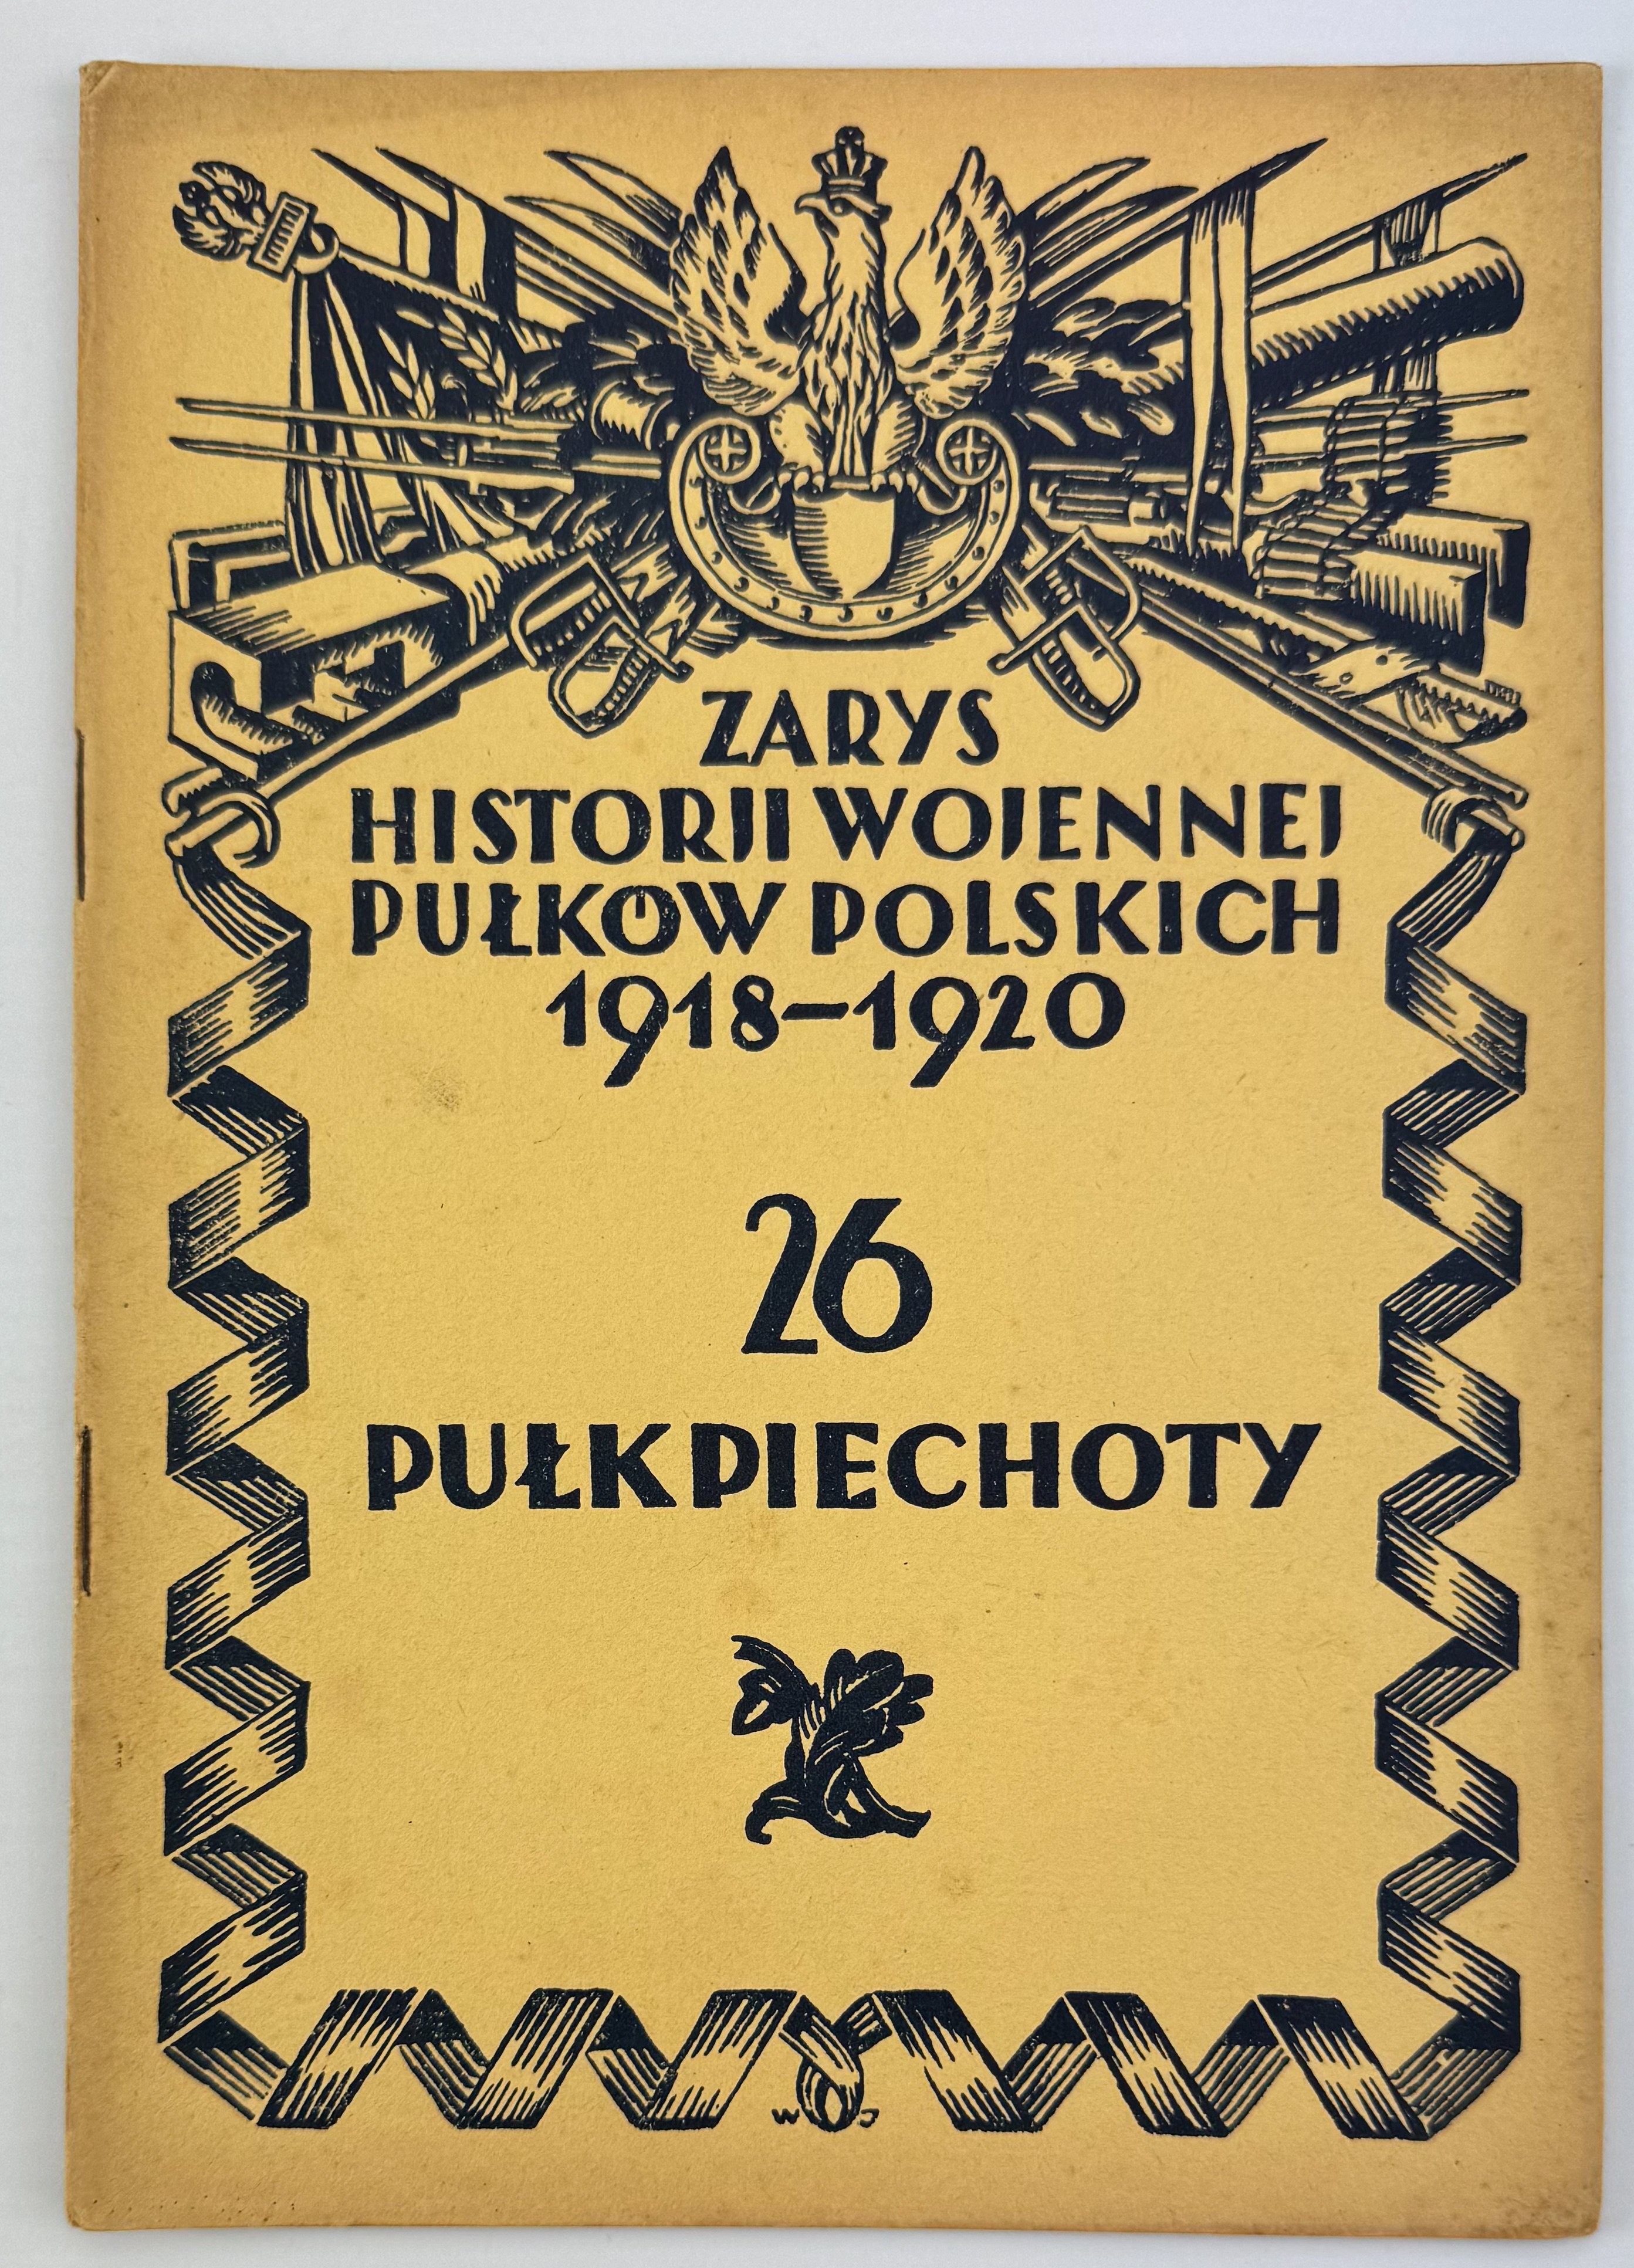 ZARYS
HISTORJI WOJENNEJ
PUŁKÓW POLSKICH
1918–1920
26
PUŁK PIECHOTY
W J